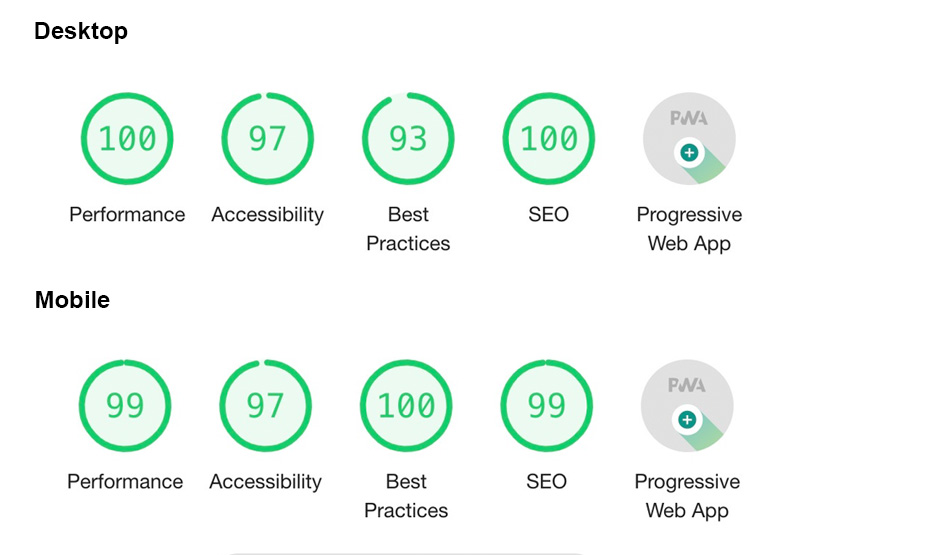 Desktop
100 97 93 100 PWA
Performance Accessibility Best Practices SEO Progressive Web App
Mobile
99 97 100 99 PWA
Performance Accessibility Best Practices SEO Progressive Web App